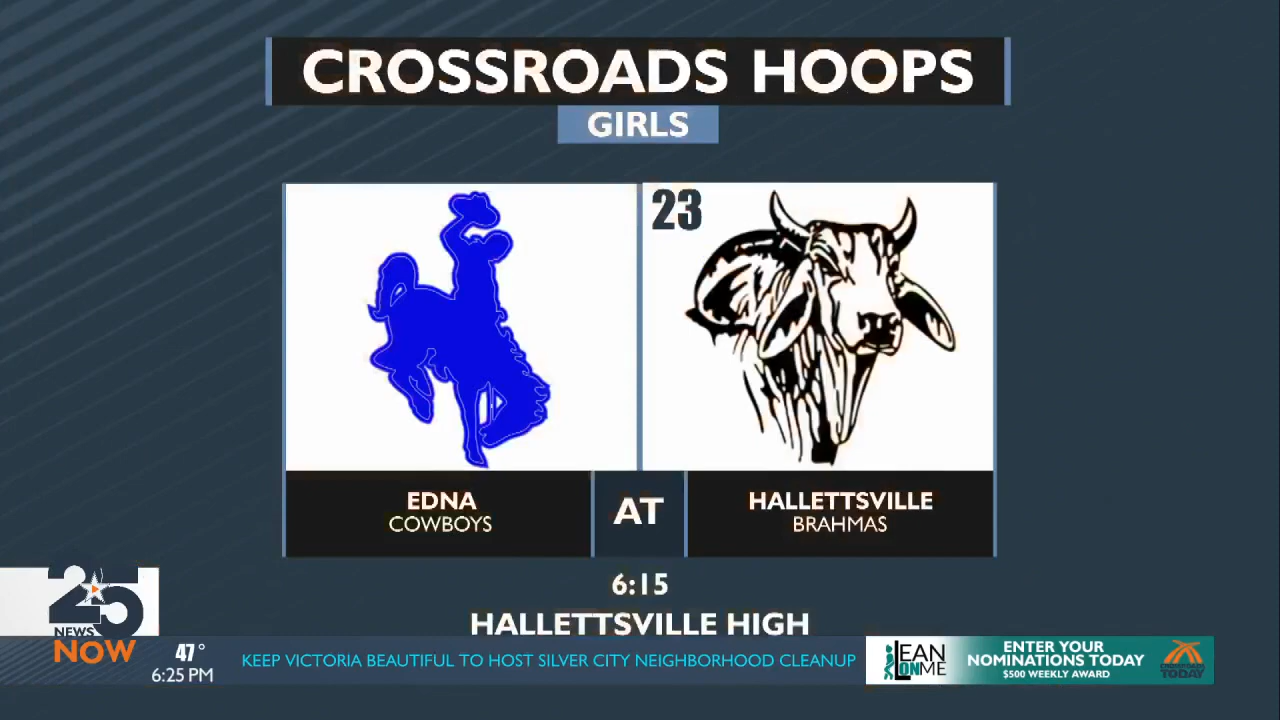 CROSSROADS HOOPS
GIRLS
23
EDNA
COWBOYS
AT
HALLETTSVILLE
BRAHMAS
6:15
HALLETTSVILLE HIGH
25
NEWS
NOW
47°
6:25 PM
KEEP VICTORIA BEAUTIFUL TO HOST SILVER CITY NEIGHBORHOOD CLEANUP
LEAN
ON ME
ENTER YOUR
NOMINATIONS TODAY
$500 WEEKLY AWARD
CROSSROADS
TODAY